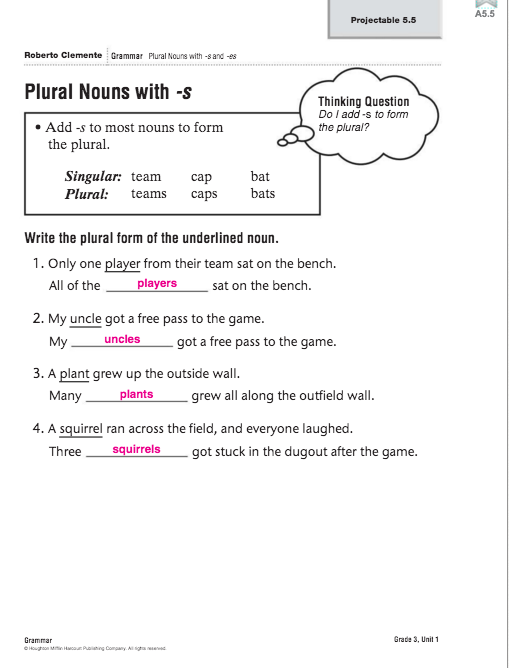 Projectable 5.5
A5.5
Roberto Clemente Grammar Plural Nouns with -s and -es
Plural Nouns with -s
Thinking Question
Do I add -s to form
the plural?
• Add -s to most nouns to form
the plural.
Singular: team cap bat
Plural: teams caps bats
Write the plural form of the underlined noun.
1. Only one player from their team sat on the bench.
All of the players sat on the bench.
2. My uncle got a free pass to the game.
My uncles got a free pass to the game.
3. A plant grew up the outside wall.
Many plants grew all along the outfield wall.
4. A squirrel ran across the field, and everyone laughed.
Three squirrels got stuck in the dugout after the game.
Grammar
Grade 3, Unit 1
© Houghton Mifflin Harcourt Publishing Company. All rights reserved.